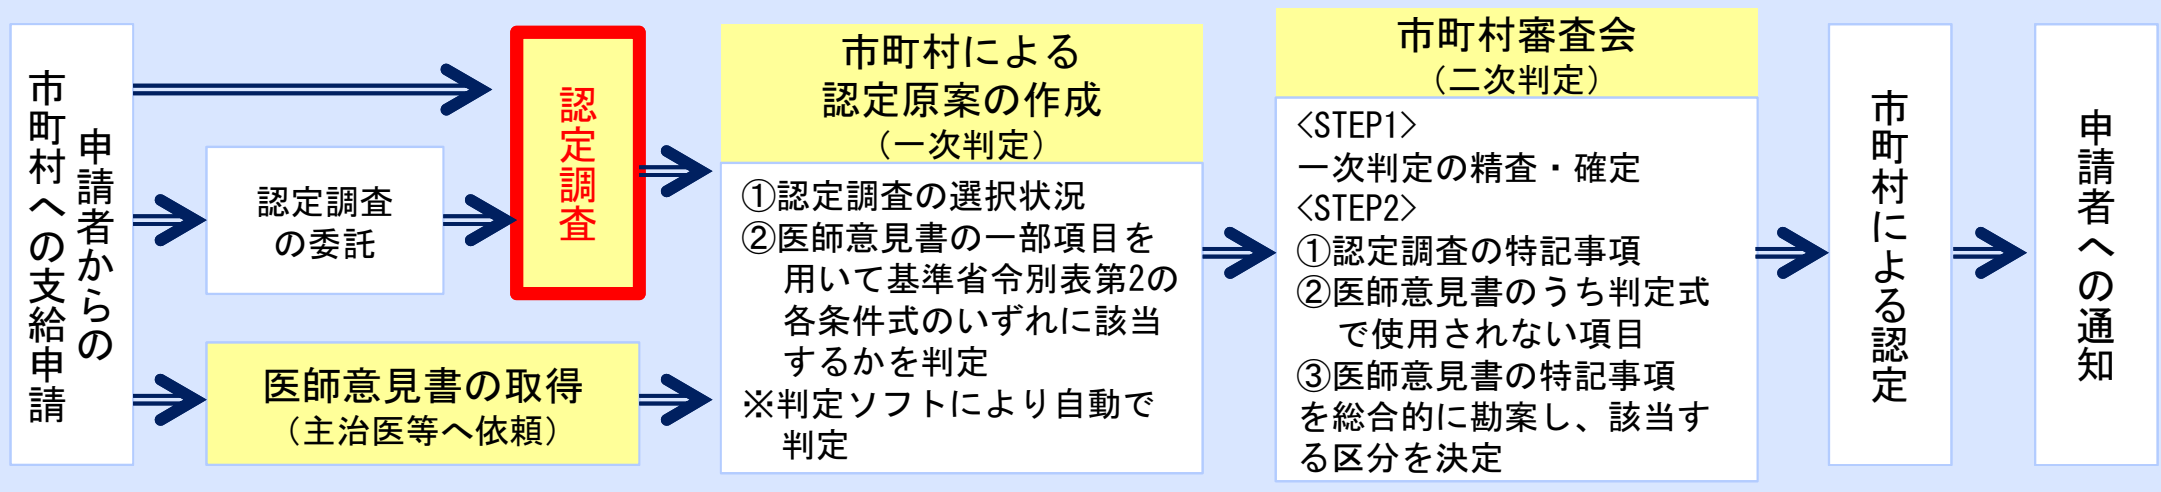 申請者からの
市町村への支給申請
認定調査
の委託
医師意見書の取得
（主治医等へ依頼）
認定調査
市町村による
認定原案の作成
（一次判定）
①認定調査の選択状況
②医師意見書の一部項目を
用いて基準省令別表第2の
各条件式のいずれに該当
するかを判定
※判定ソフトにより自動で
判定
市町村審査会
（二次判定）
<STEP1>
一次判定の精査・確定
<STEP2>
①認定調査の特記事項
②医師意見書のうち判定式
で使用されない項目
③医師意見書の特記事項
を総合的に勘案し、該当す
る区分を決定
市町村による認定
申請者への通知